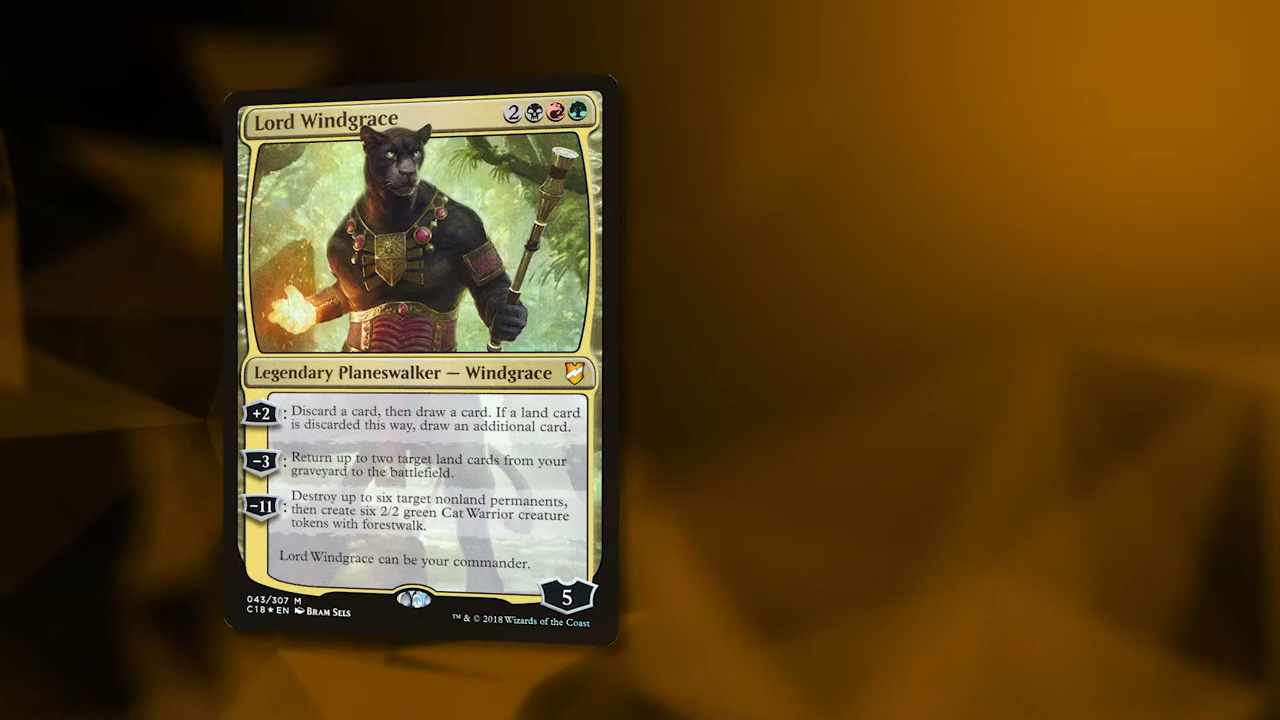 Lord Windgrace 2
Legendary Planeswalker — Windgrace
+2 : Discard a card, then draw a card. If a land card
is discarded this way, draw an additional card.
−3 : Return up to two target land cards from your
graveyard to the battlefield.
−11 : Destroy up to six target nonland permanents,
then create six 2/2 green Cat Warrior creature
tokens with forestwalk.
Lord Windgrace can be your commander.
5
043/307 M
C18★EN BRAM SELS
™ & © 2018 Wizards of the Coast